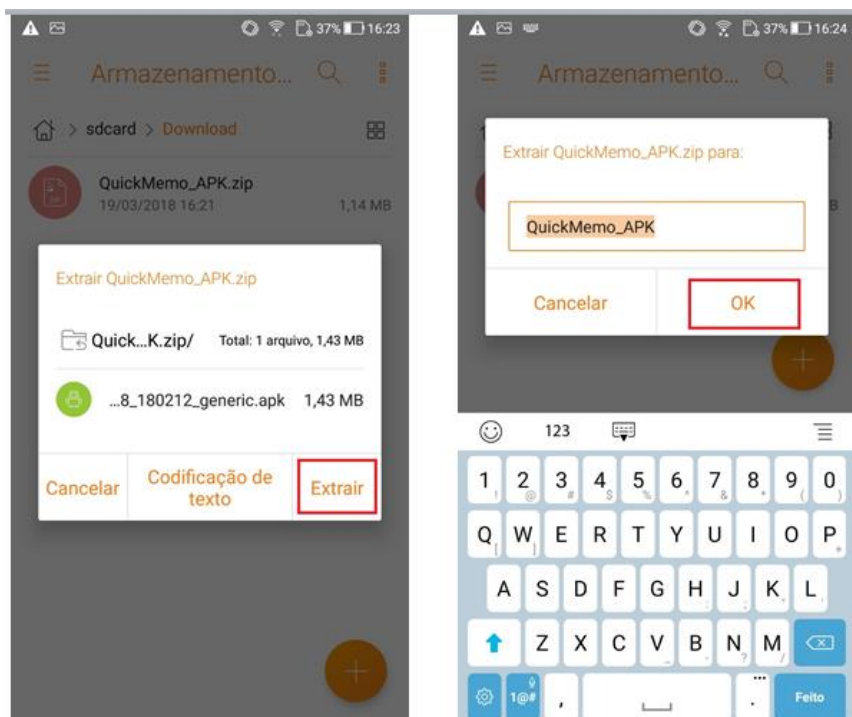 37% 16:23
Armazenamento...
sdcard > Download
QuickMemo_APK.zip
19/03/2018 16:21 1,14 MB
Extrair QuickMemo_APK.zip
Quick...K.zip/ Total: 1 arquivo, 1,43 MB
...8_180212_generic.apk 1,43 MB
Cancelar
Codificação de
texto
Extrair
37% 16:24
Armazenamento...
Extrair QuickMemo_APK.zip para:
B
QuickMemo_APK
Cancelar OK
123
1 2 3 4 5 6 7 8 9 0
! @ # $ % ^ & * ( )
Q W E R T Y U I O P
A S D F G H J K L
Z X C V B N M
1@# , . Feito